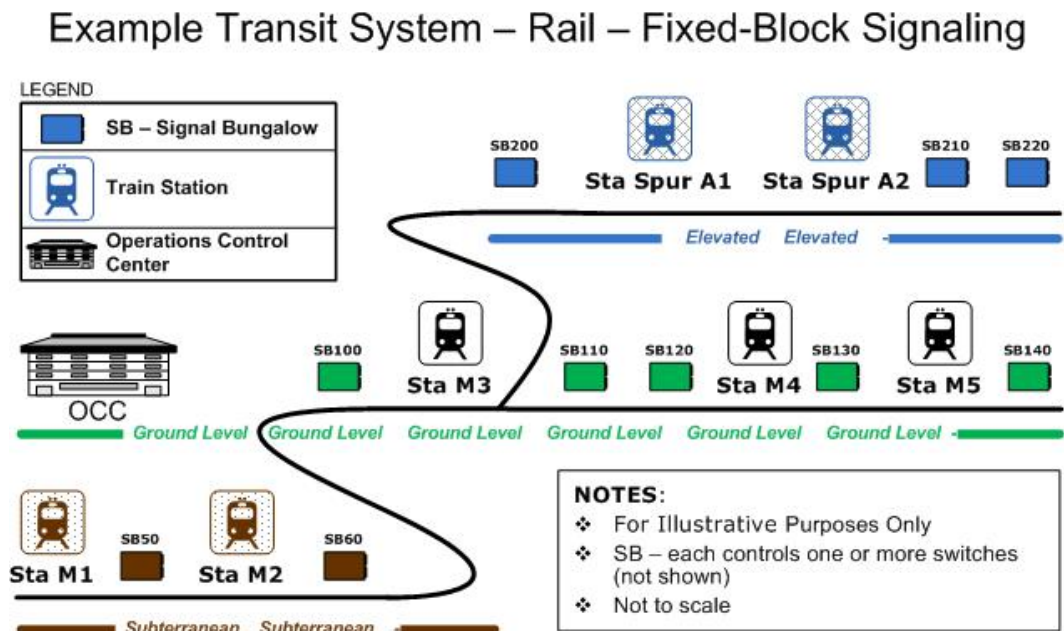 Example Transit System – Rail – Fixed-Block Signaling
LEGEND
SB – Signal Bungalow
Train Station
Operations Control
Center
SB200
SB210
SB220
Sta Spur A1
Sta Spur A2
Elevated Elevated -
SB100
SB110
SB120
SB130
SB140
Sta M3
Sta M4
Sta M5
OCC
Ground Level Ground Level Ground Level Ground Level Ground Level Ground Level -
SB50
SB60
Sta M1
Sta M2
Subterranean Subterranean -
NOTES:
❖ For Illustrative Purposes Only
❖ SB – each controls one or more switches
(not shown)
❖ Not to scale